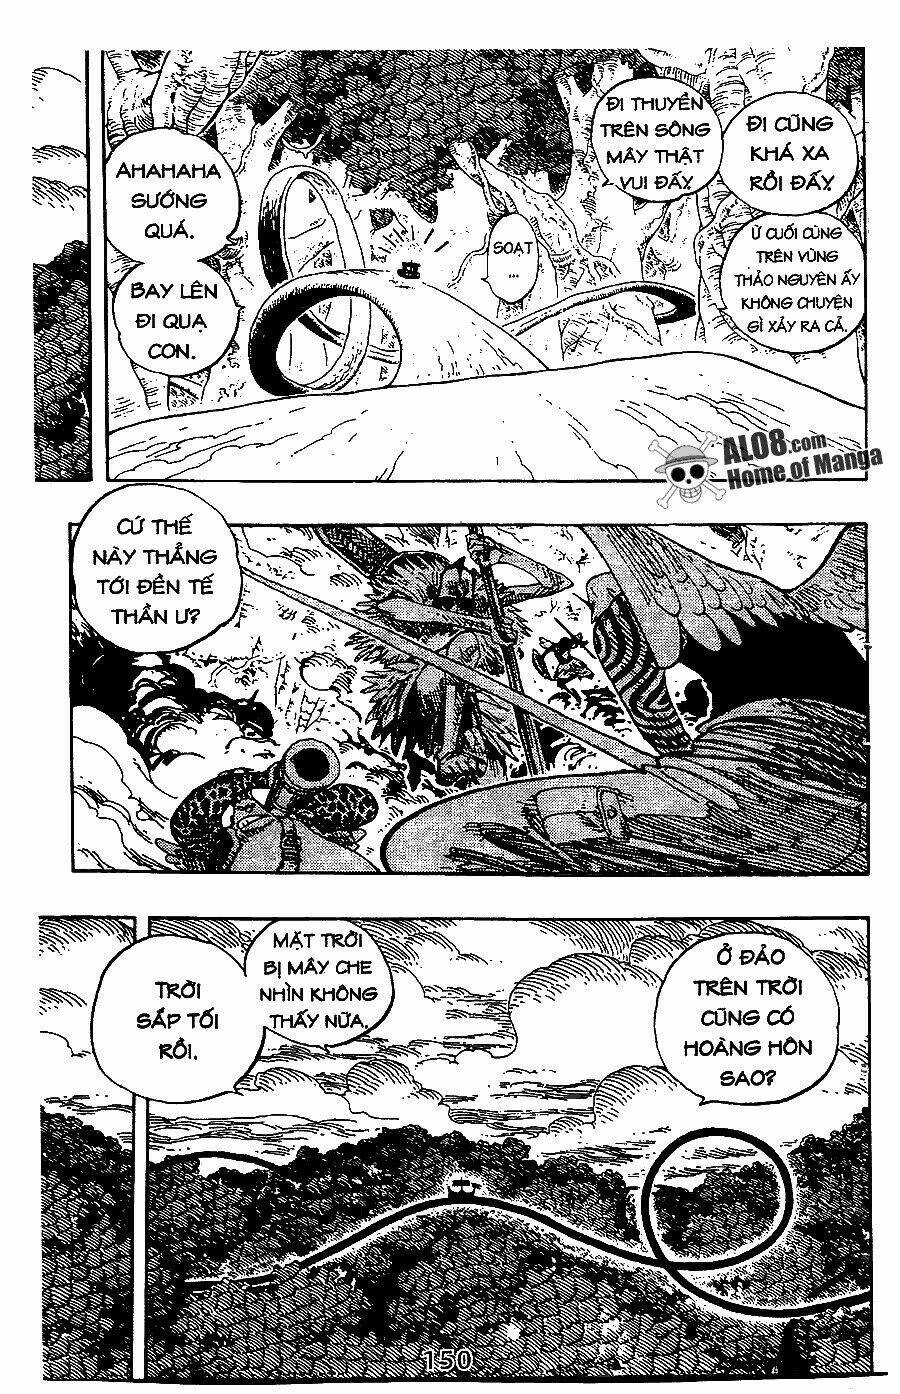 ĐI CŨNG
KHÁ XA
RỒI ĐẤY.
Ừ CUỐI CÙNG
TRÊN VÙNG
THẢO NGUYÊN ẤY
KHÔNG CHUYỆN
GÌ XẢY RA CẢ.
ĐI THUYỀN
TRÊN SÔNG
MÂY THẬT
VUI ĐẤY.
SOẠT
...
AHAHAHA
SƯỚNG
QUÁ.
BAY LÊN
ĐI QUẠ
CON.
ALO8.com
Home of Manga
CỨ THẾ
NÀY THẲNG
TỚI ĐỀN TẾ
THẦN Ư?
Ở ĐẢO
TRÊN TRỜI
CŨNG CÓ
HOÀNG HÔN
SAO?
MẶT TRỜI
BỊ MÂY CHE
NHÌN KHÔNG
THẤY NỮA.
TRỜI
SẮP TỐI
RỒI.
150